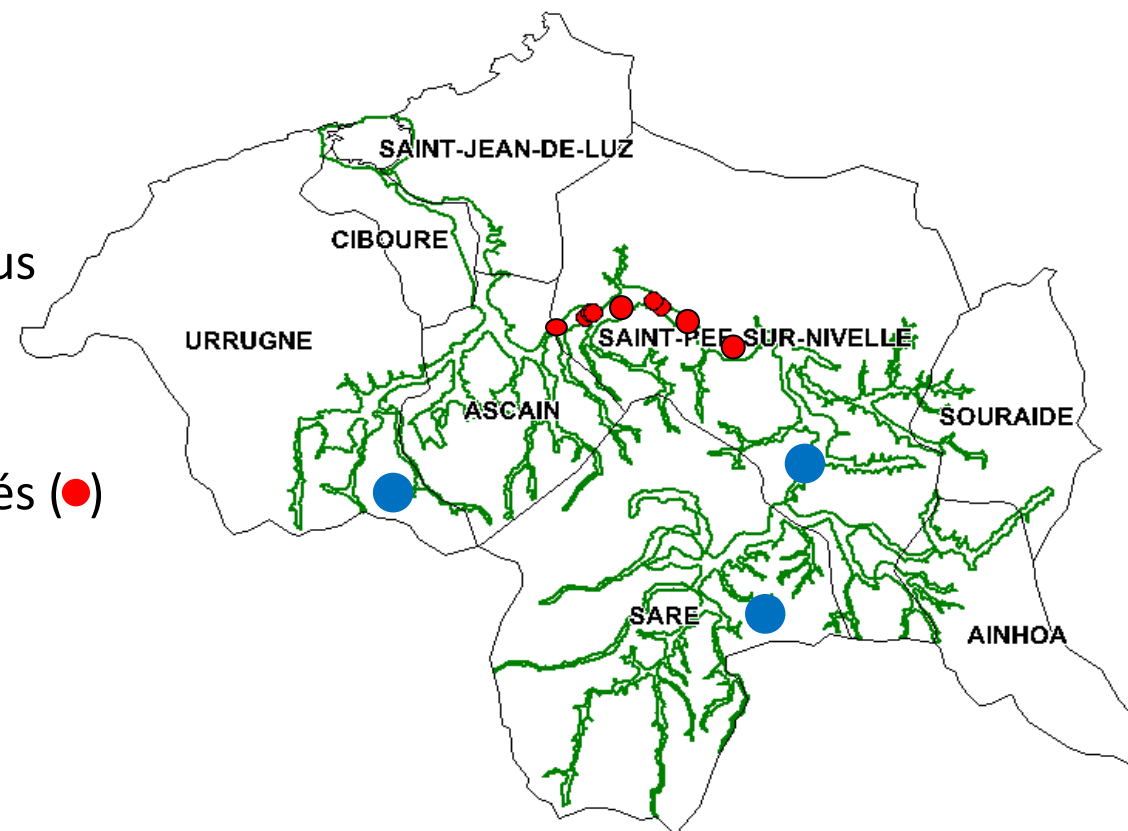 SAINT-JEAN-DE-LUZ
CIBOURE
us
URRUGNE
SAINT-PEE-SUR-NIVELLE
ASCAIN
SOURAIDE
és (●)
SARE
AINHOA